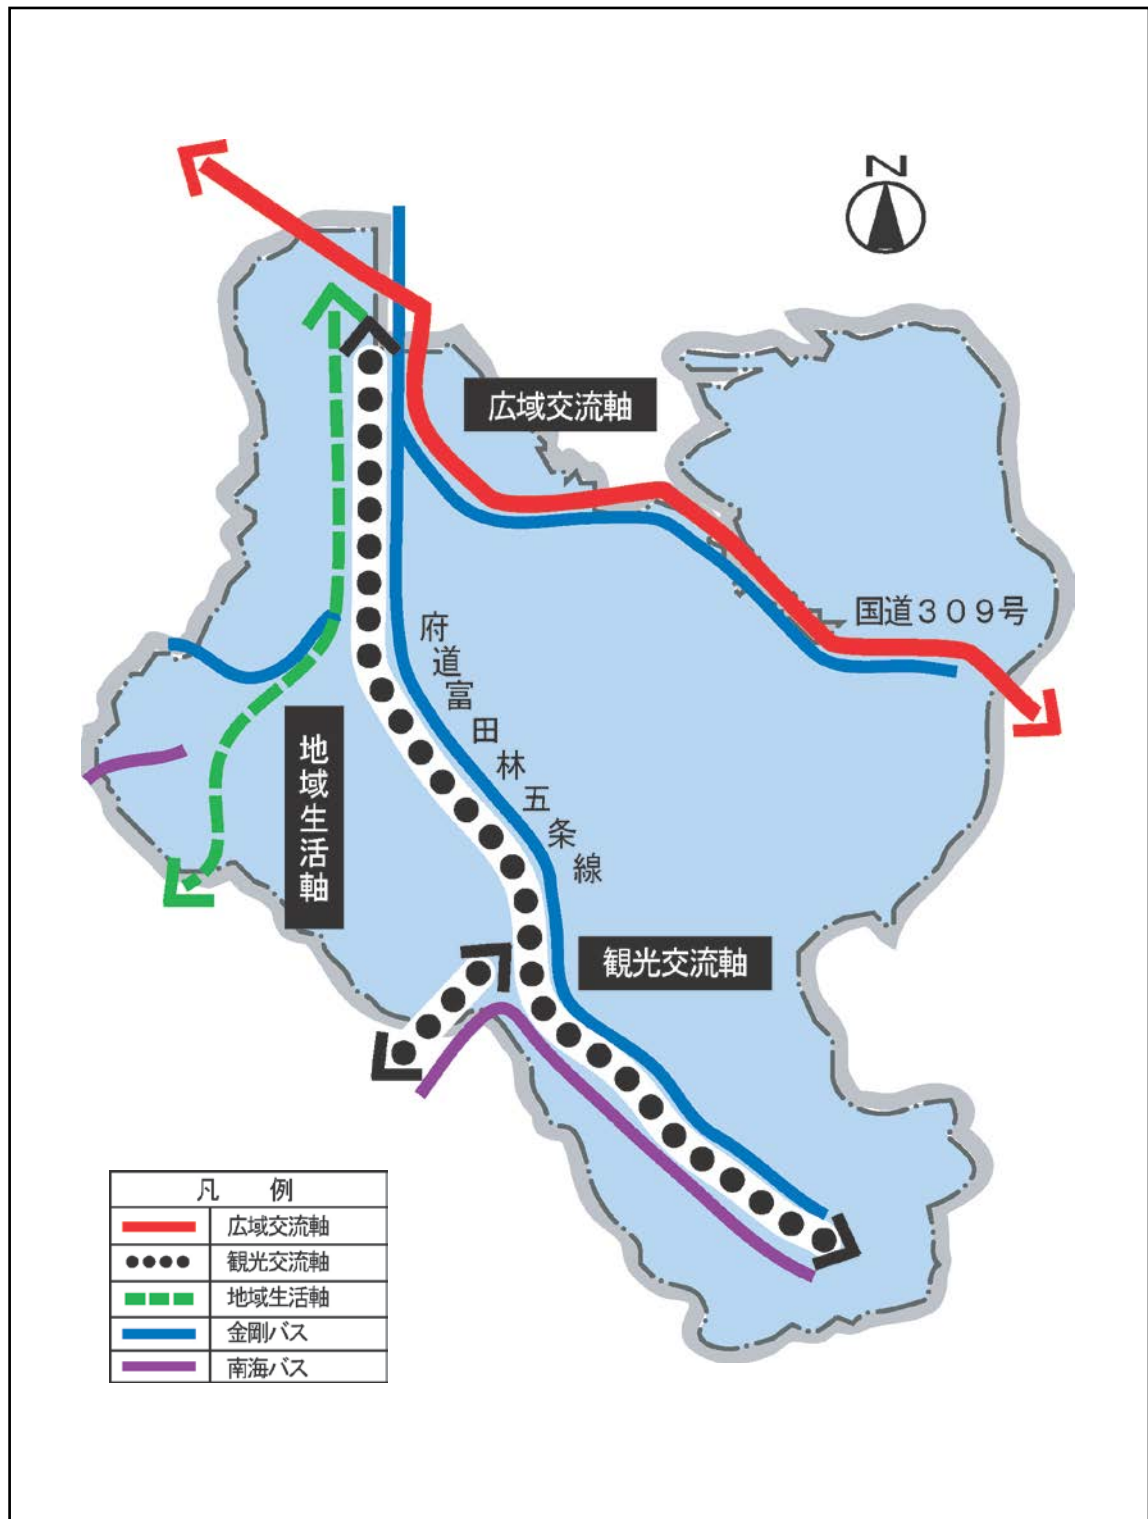 N
広域交流軸
国道309号
府道富田林五条線
地域生活軸
観光交流軸
凡 例
広域交流軸
観光交流軸
地域生活軸
金剛バス
南海バス